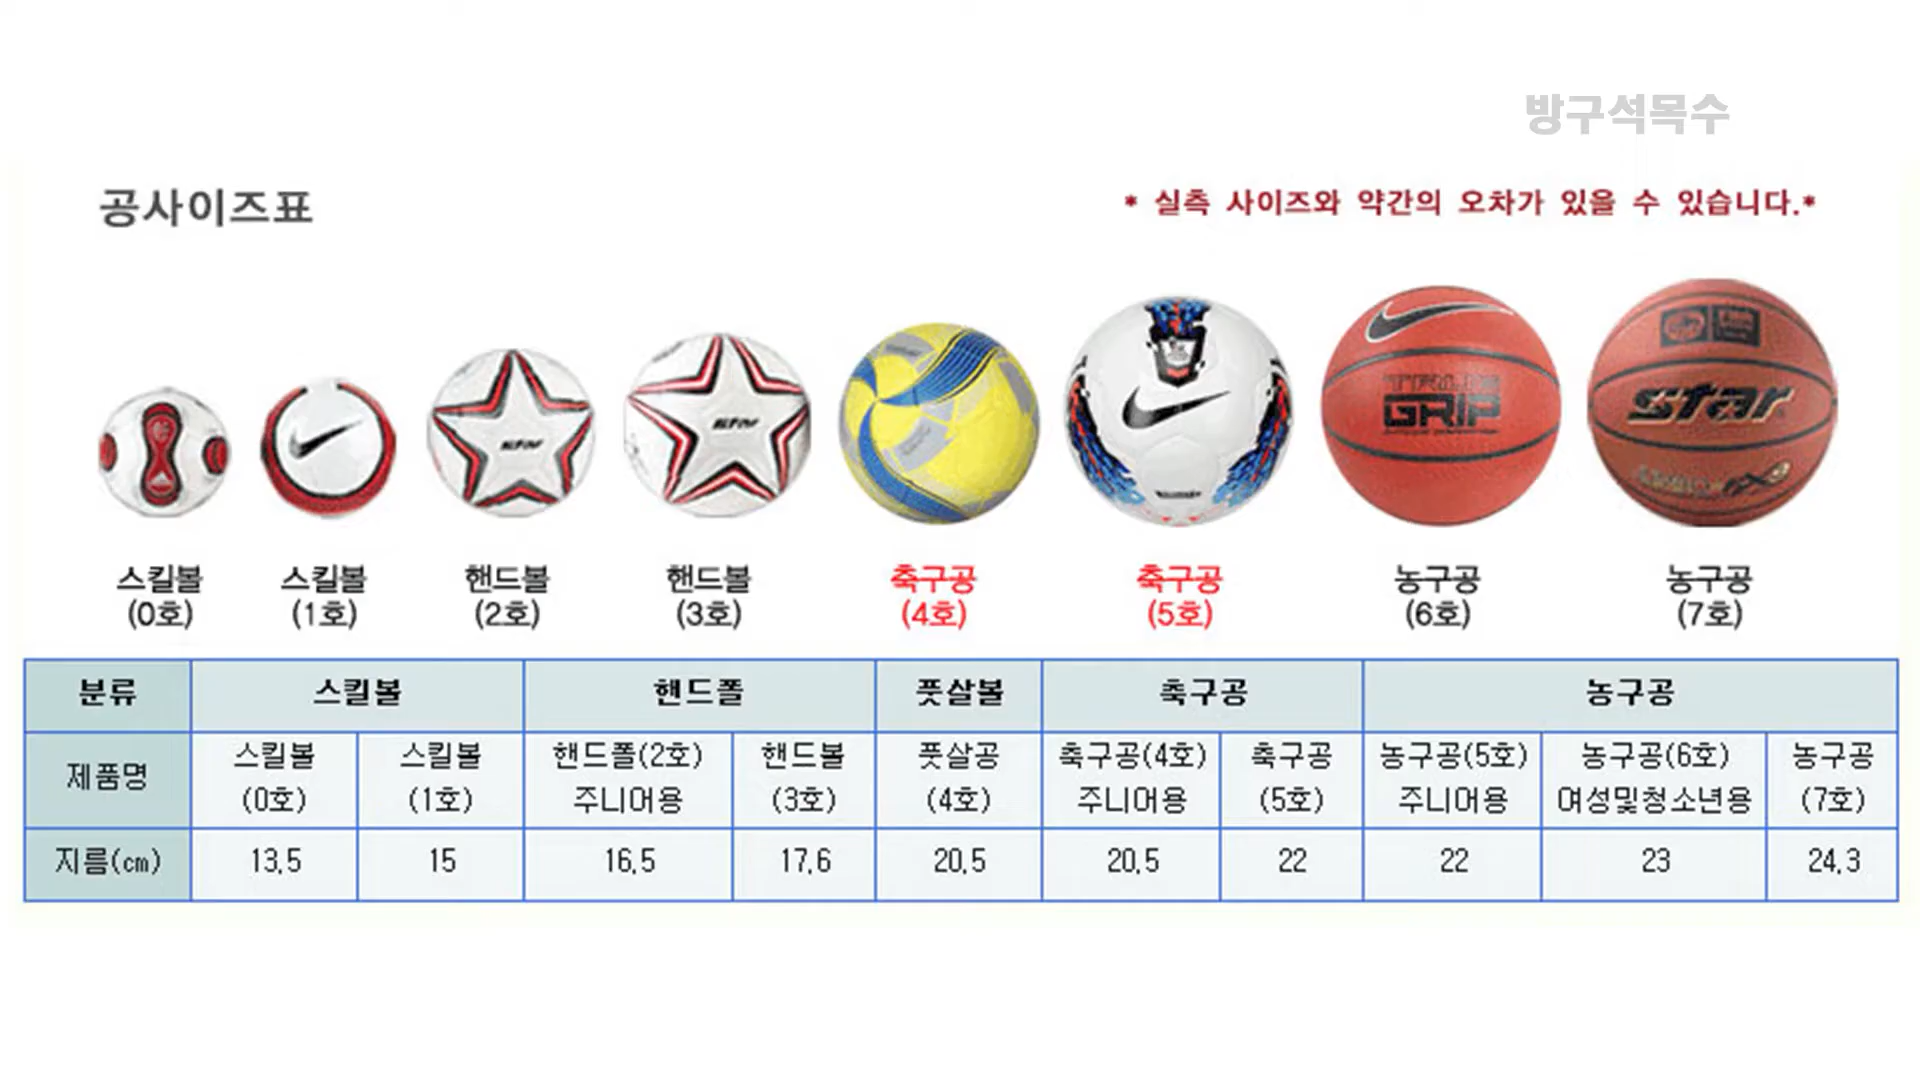 방구석목수
공사이즈표
* 실측 사이즈와 약간의 오차가 있을 수 있습니다.*
TRUE
GRIP
star
star
star
스킬볼
(0호)
스킬볼
(1호)
핸드볼
(2호)
핸드볼
(3호)
축구공
(4호)
축구공
(5호)
농구공
(6호)
농구공
(7호)
분류 스킬볼 핸드폴 풋살볼 축구공 농구공
제품명 스킬볼 (0호) 스킬볼 (1호) 핸드폴(2호) 주니어용 핸드볼 (3호) 풋살공 (4호) 축구공(4호) 주니어용 축구공 (5호) 농구공(5호) 주니어용 농구공(6호) 여성및청소년용 농구공 (7호)
지름(㎝) 13.5 15 16.5 17.6 20.5 20.5 22 22 23 24.3